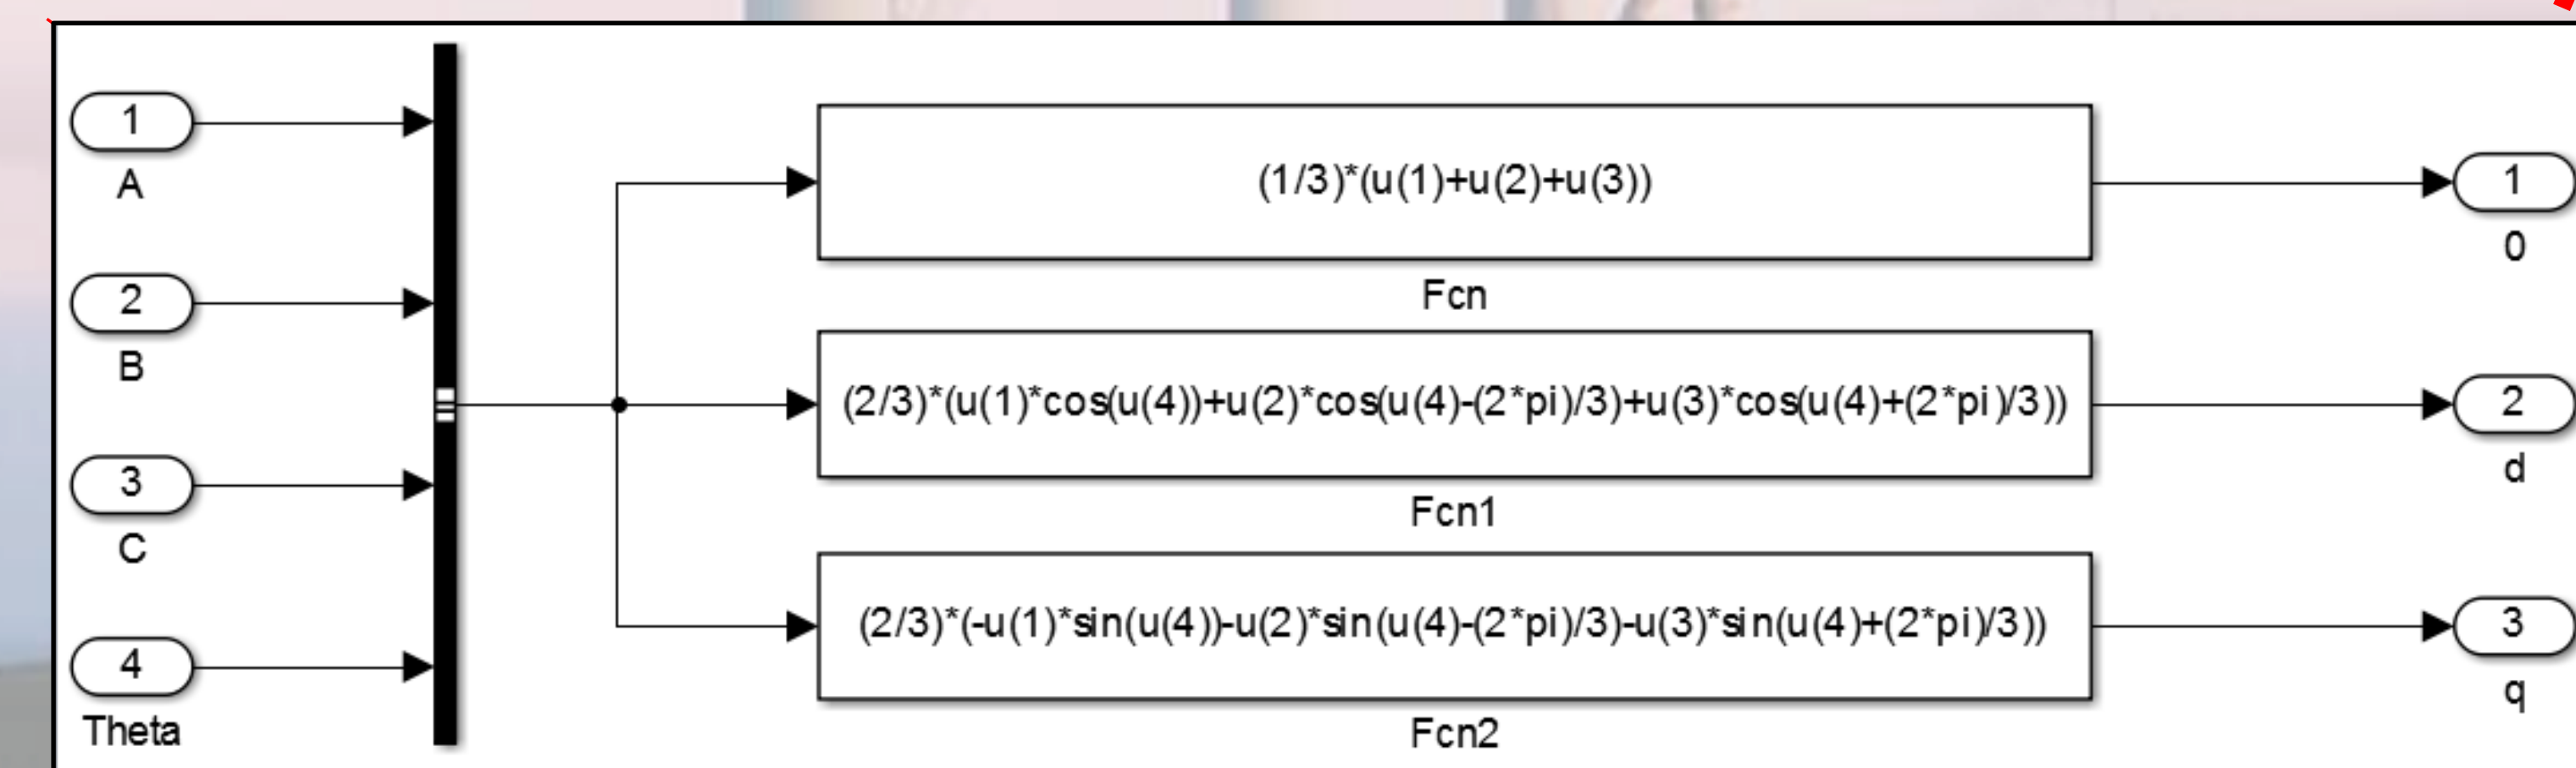 1
A
2
B
3
C
4
Theta
(1/3)*(u(1)+u(2)+u(3))
Fcn
(2/3)*(u(1)*cos(u(4))+u(2)*cos(u(4)-(2*pi)/3)+u(3)*cos(u(4)+(2*pi)/3))
Fcn1
(2/3)*(-u(1)*sin(u(4))-u(2)*sin(u(4)-(2*pi)/3)-u(3)*sin(u(4)+(2*pi)/3))
Fcn2
1
0
2
d
3
q